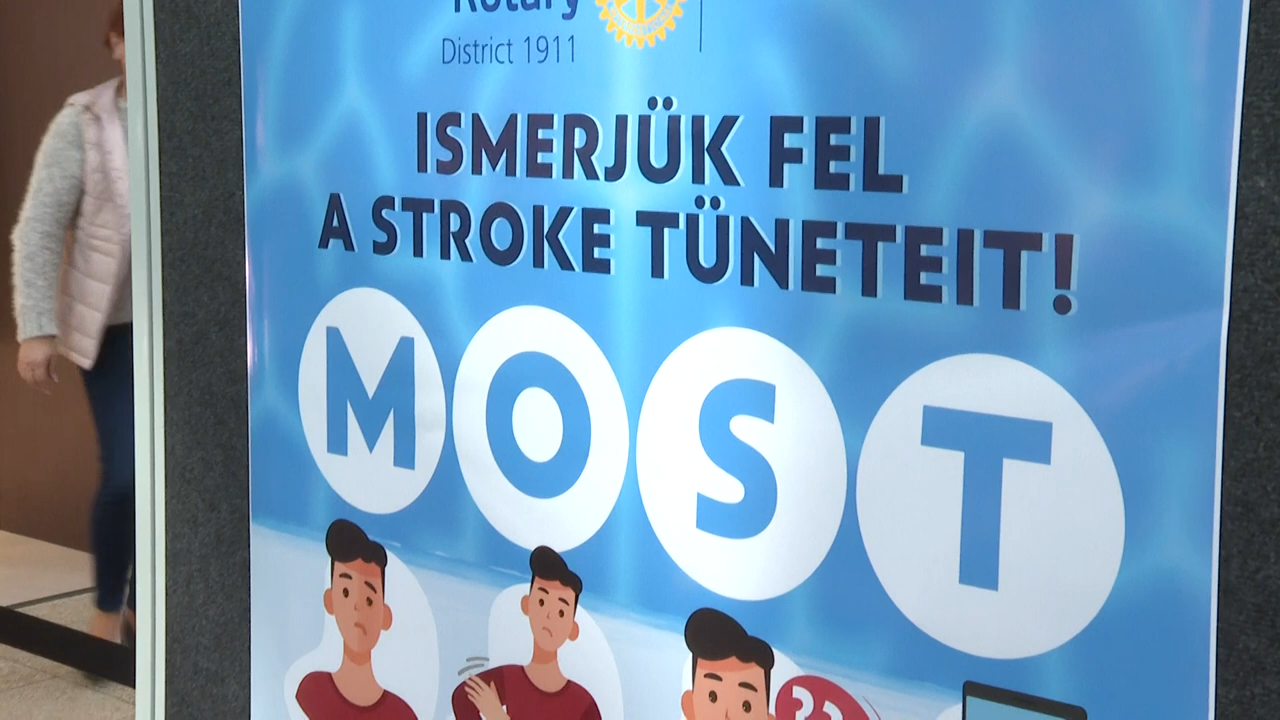 Rotary
District 1911
ISMERJÜK FEL
A STROKE TÜNETEIT!
MOST
??